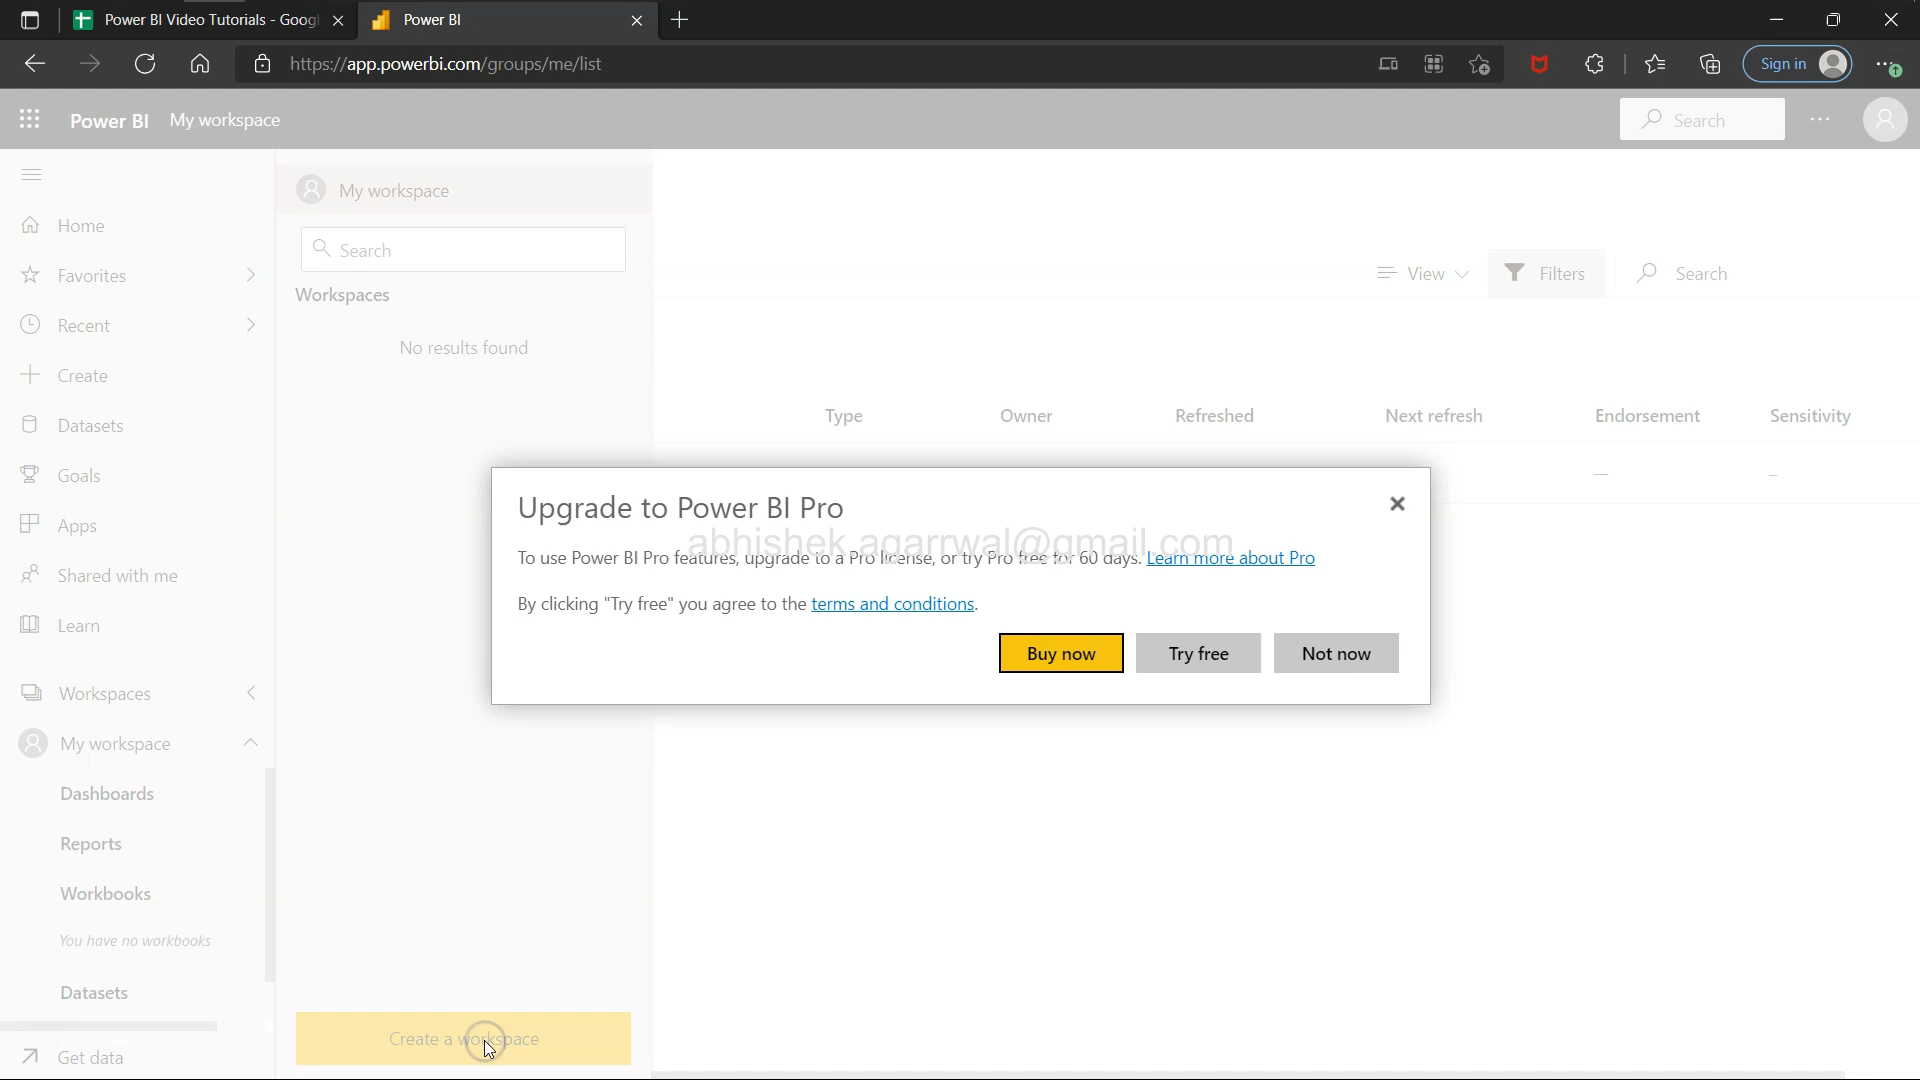 Power BI Video Tutorials - Googl
Power BI
https://app.powerbi.com/groups/me/list
Sign in
Power BI
My workspace
Search
My workspace
Home
Search
Favorites
View
Filters
Search
Workspaces
Recent
No results found
Create
Type
Owner
Refreshed
Next refresh
Endorsement
Sensitivity
Datasets
Goals
—
–
Upgrade to Power BI Pro
Apps
abhishek.agarrwal@gmail.com
To use Power BI Pro features, upgrade to a Pro license, or try Pro free for 60 days. Learn more about Pro
Shared with me
By clicking "Try free" you agree to the terms and conditions.
Learn
Buy now
Try free
Not now
Workspaces
My workspace
Dashboards
Reports
Workbooks
You have no workbooks
Datasets
Create a workspace
Get data